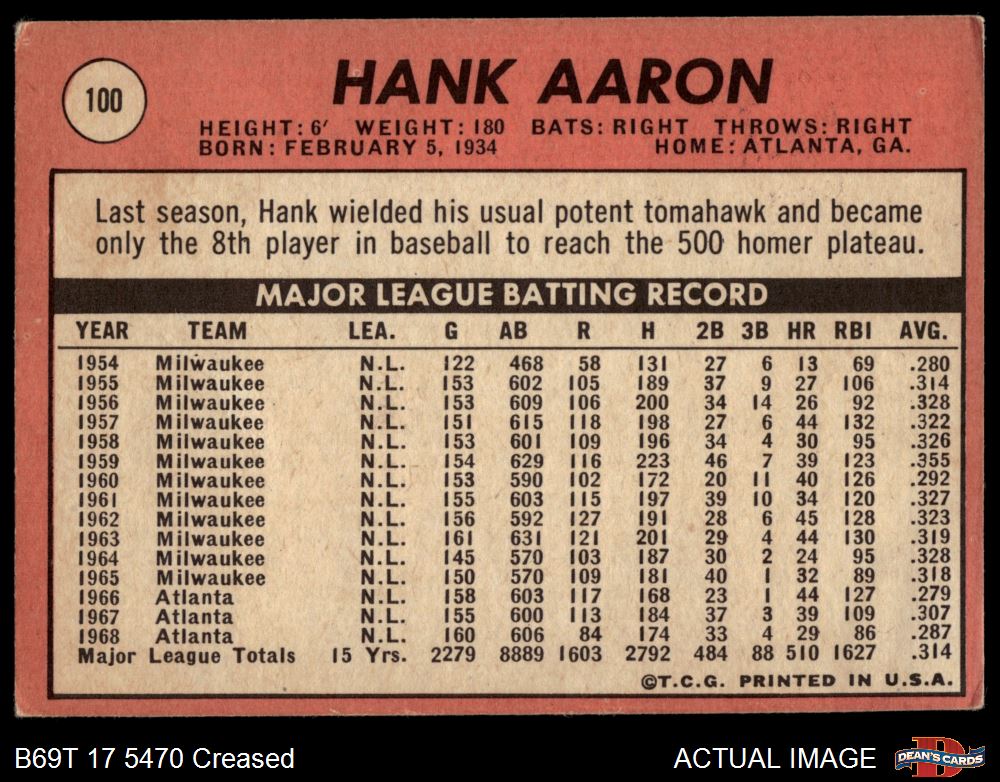 100
HANK AARON
HEIGHT: 6' WEIGHT: 180 BATS: RIGHT THROWS: RIGHT
BORN: FEBRUARY 5, 1934 HOME: ATLANTA, GA.
Last season, Hank wielded his usual potent tomahawk and became
only the 8th player in baseball to reach the 500 homer plateau.
MAJOR LEAGUE BATTING RECORD
YEAR TEAM LEA. G AB R H 2B 3B HR RBI AVG.
1954 Milwaukee N.L. 122 468 58 131 27 6 13 69 .280
1955 Milwaukee N.L. 153 602 105 189 37 9 27 106 .314
1956 Milwaukee N.L. 153 609 106 200 34 14 26 92 .328
1957 Milwaukee N.L. 151 615 118 198 27 6 44 132 .322
1958 Milwaukee N.L. 153 601 109 196 34 4 30 95 .326
1959 Milwaukee N.L. 154 629 116 223 46 7 39 123 .355
1960 Milwaukee N.L. 153 590 102 172 20 11 40 126 .292
1961 Milwaukee N.L. 155 603 115 197 39 10 34 120 .327
1962 Milwaukee N.L. 156 592 127 191 28 6 45 128 .323
1963 Milwaukee N.L. 161 631 121 201 29 4 44 130 .319
1964 Milwaukee N.L. 145 570 103 187 30 2 24 95 .328
1965 Milwaukee N.L. 150 570 109 181 40 1 32 89 .318
1966 Atlanta N.L. 158 603 117 168 23 1 44 127 .279
1967 Atlanta N.L. 155 600 113 184 37 3 39 109 .307
1968 Atlanta N.L. 160 606 84 174 33 4 29 86 .287
Major League Totals 15 Yrs. 2279 8889 1603 2792 484 88 510 1627 .314
©T.C.G. PRINTED IN U.S.A.
B69T 17 5470 Creased ACTUAL IMAGE
D
DEAN'S CARDS